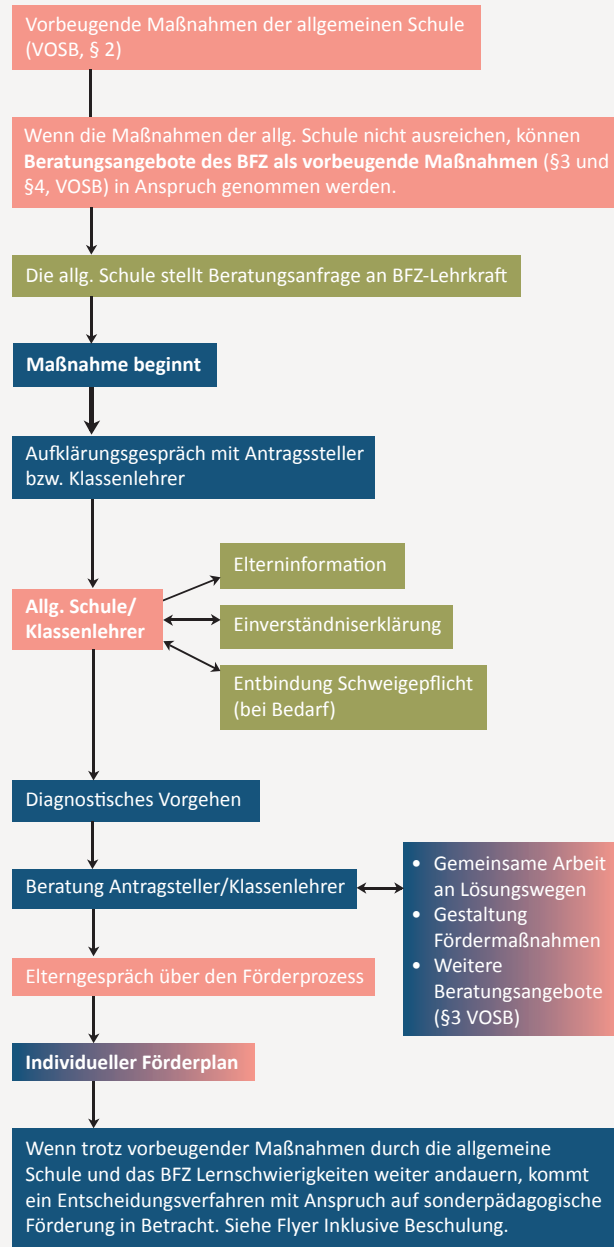 Vorbeugende Maßnahmen der allgemeinen Schule
(VOSB, § 2)
Wenn die Maßnahmen der allg. Schule nicht ausreichen, können
Beratungsangebote des BFZ als vorbeugende Maßnahmen (§3 und
§4, VOSB) in Anspruch genommen werden.
Die allg. Schule stellt Beratungsanfrage an BFZ-Lehrkraft
Maßnahme beginnt
Aufklärungsgespräch mit Antragssteller
bzw. Klassenlehrer
Allg. Schule/
Klassenlehrer
Elterninformation
Einverständniserklärung
Entbindung Schweigepflicht
(bei Bedarf)
Diagnostisches Vorgehen
Beratung Antragsteller/Klassenlehrer
• Gemeinsame Arbeit
an Lösungswegen
• Gestaltung
Fördermaßnahmen
• Weitere
Beratungsangebote
(§3 VOSB)
Elterngespräch über den Förderprozess
Individueller Förderplan
Wenn trotz vorbeugender Maßnahmen durch die allgemeine
Schule und das BFZ Lernschwierigkeiten weiter andauern, kommt
ein Entscheidungsverfahren mit Anspruch auf sonderpädagogische
Förderung in Betracht. Siehe Flyer Inklusive Beschulung.